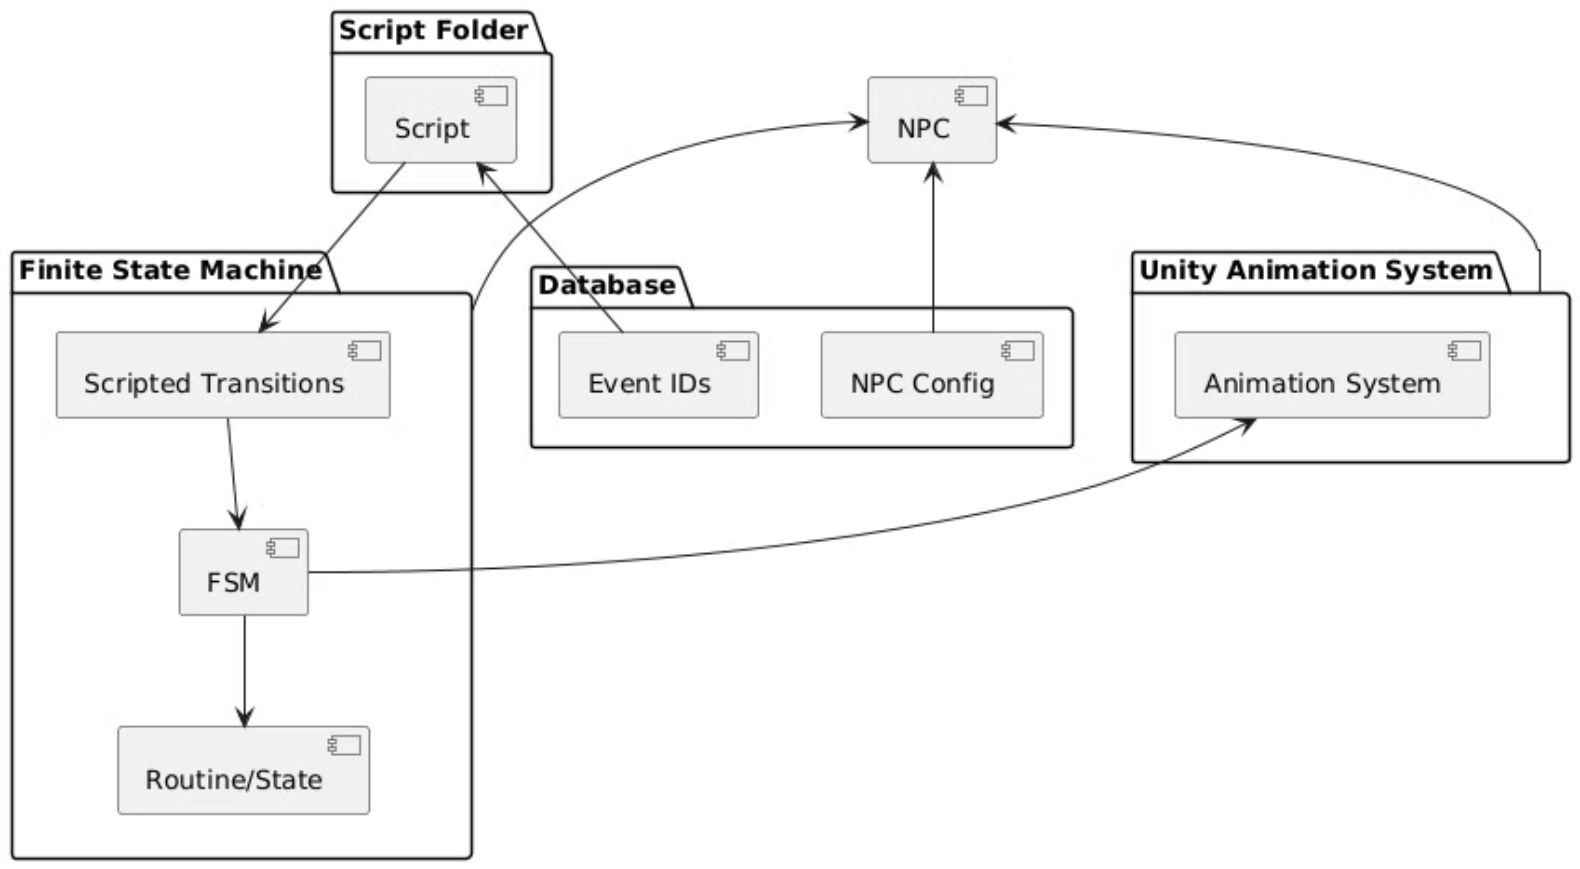 Script Folder
Script
NPC
Finite State Machine
Database
Unity Animation System
Scripted Transitions
Event IDs
NPC Config
Animation System
FSM
Routine/State